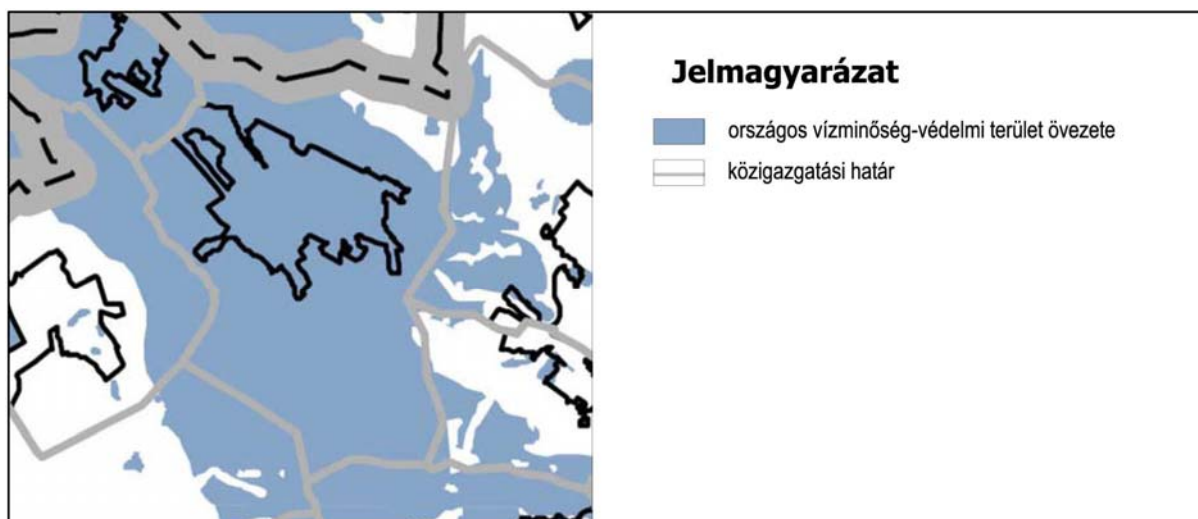 Jelmagyarázat
országos vízminőség-védelmi terület övezete
közigazgatási határ